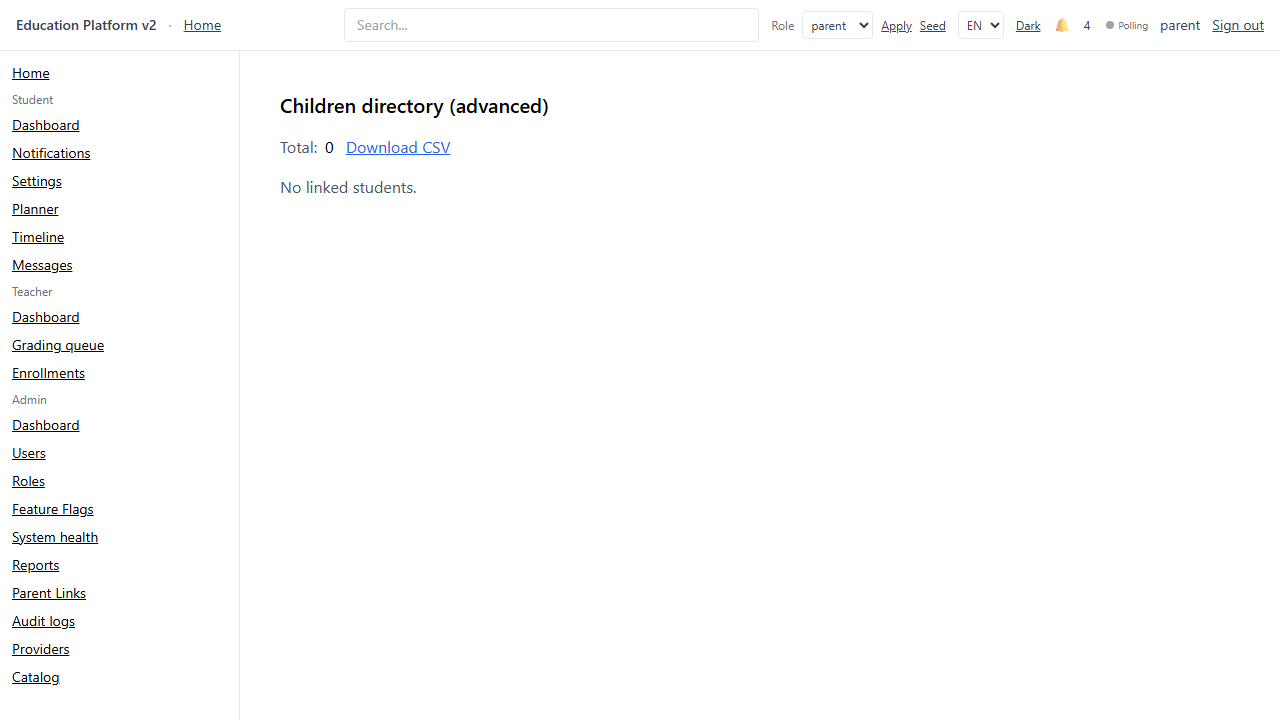 Education Platform v2 · Home Search... Role parent Apply Seed EN Dark 4 Polling parent Sign out
Home
Student
Dashboard
Notifications
Settings
Planner
Timeline
Messages
Teacher
Dashboard
Grading queue
Enrollments
Admin
Dashboard
Users
Roles
Feature Flags
System health
Reports
Parent Links
Audit logs
Providers
Catalog
Children directory (advanced)
Total: 0 Download CSV
No linked students.